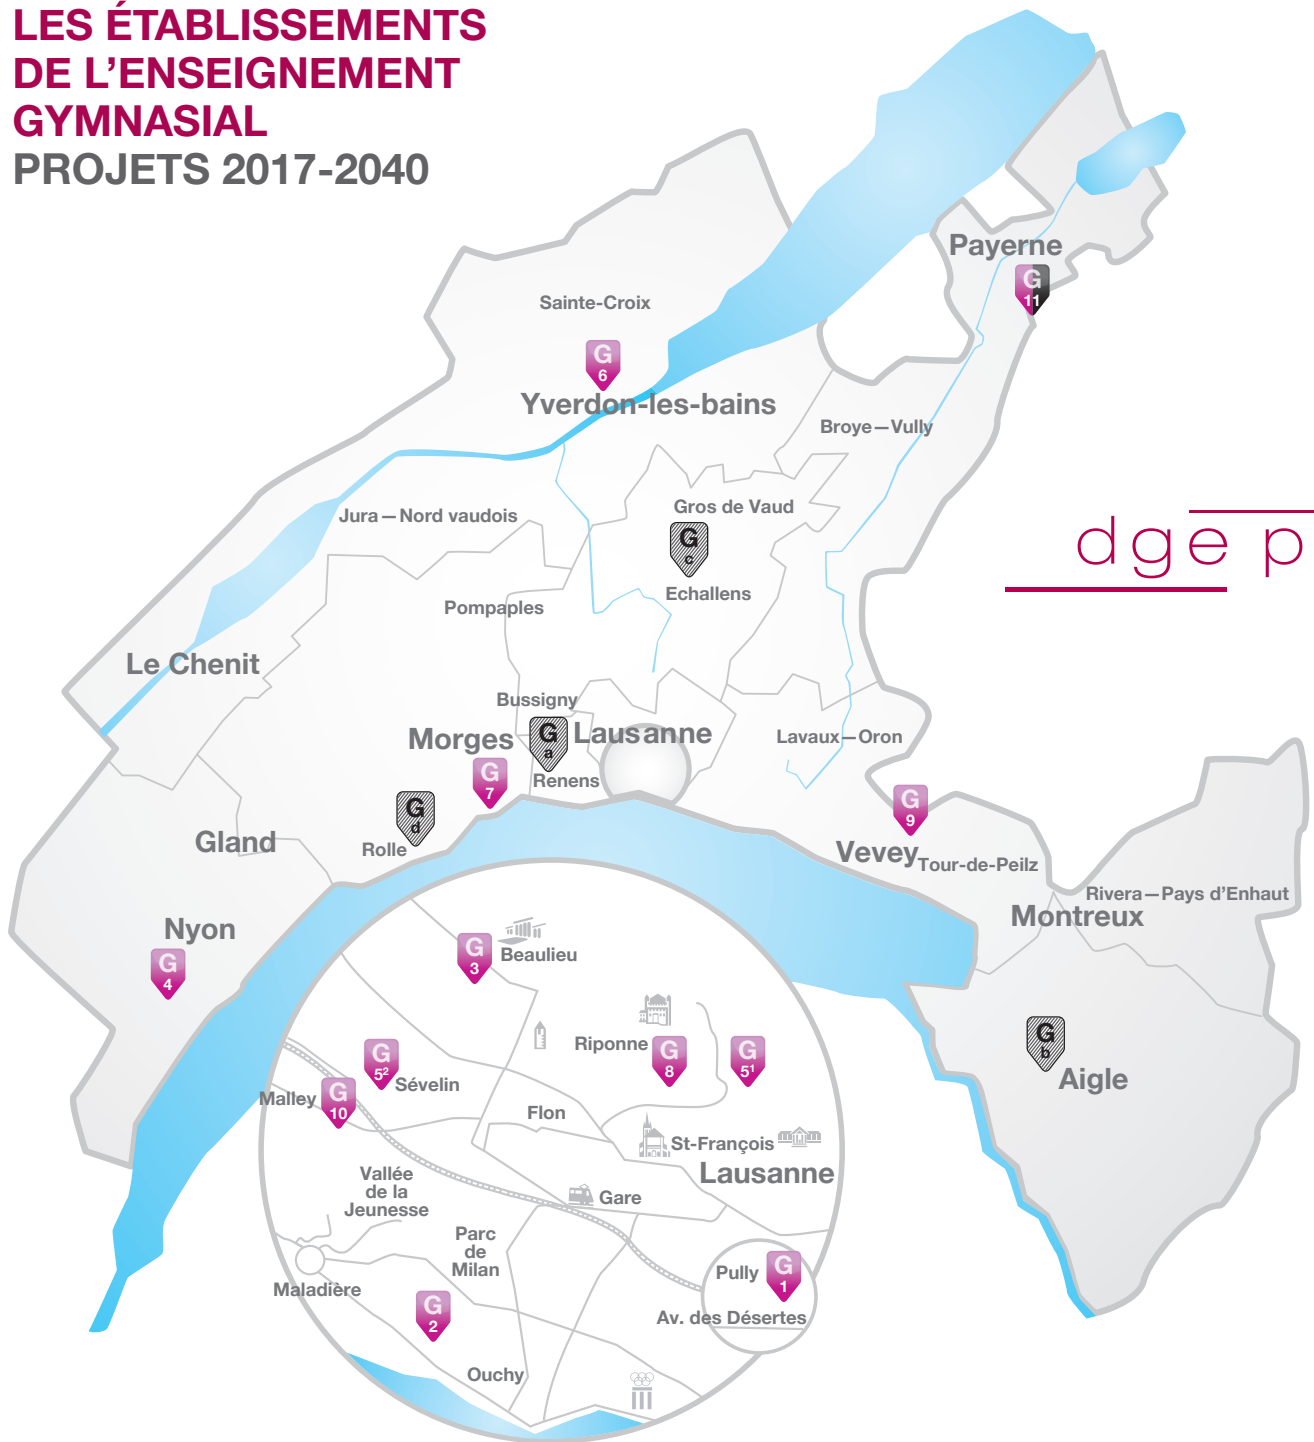 LES ÉTABLISSEMENTS
DE L’ENSEIGNEMENT
GYMNASIAL
PROJETS 2017-2040
Payerne
G
11
Sainte-Croix
G
6
Yverdon-les-bains
Broye—Vully
Jura—Nord vaudois
Gros de Vaud
G
c
Echallens
dgep
Pompaples
Le Chenit
Bussigny
Morges
G
a
Lausanne
Renens
G
7
Lavaux—Oron
G
9
G
d
Rolle
Gland
Vevey
Tour-de-Peilz
Rivera—Pays d’Enhaut
Montreux
Nyon
G
4
G
3
Beaulieu
Riponne
G
8
G
5¹
G
5²
Sévelin
Malley
G
10
Flon
St-François
Lausanne
G
b
Aigle
Vallée
de la
Jeunesse
Gare
Parc
de
Milan
Maladière
Pully
G
1
Av. des Désertes
G
2
Ouchy